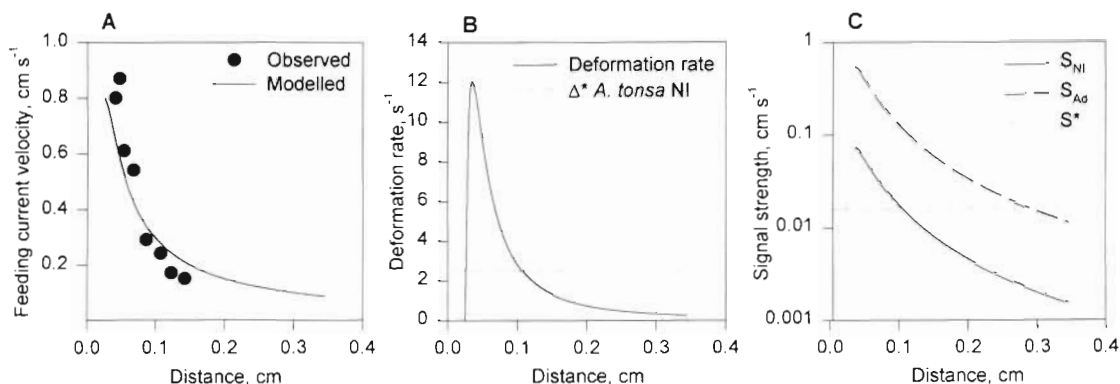 A
Feeding current velocity, cm s⁻¹
1.0
0.8
0.6
0.4
0.2
Observed
Modelled
0.0 0.1 0.2 0.3 0.4
Distance, cm
B
Deformation rate, s⁻¹
14
12
10
8
6
4
2
0
Deformation rate
Δ* A. tonsa NI
0.0 0.1 0.2 0.3 0.4
Distance, cm
C
Signal strength, cm s⁻¹
1
0.1
0.01
0.001
S_NI
S_Ad
S*
0.0 0.1 0.2 0.3 0.4
Distance, cm